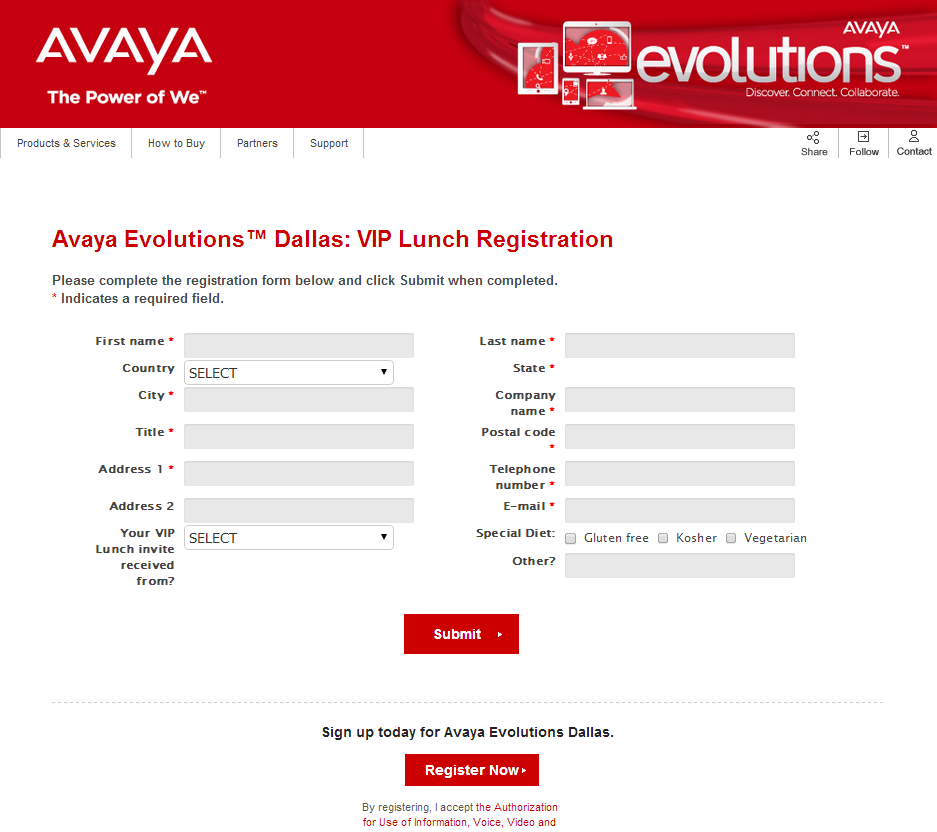 AVAYA
The Power of We™
AVAYA
evolutions™
Discover. Connect. Collaborate.
Products & Services
How to Buy
Partners
Support
Share
Follow
Contact
Avaya Evolutions™ Dallas: VIP Lunch Registration
Please complete the registration form below and click Submit when completed.
* Indicates a required field.
First name *
Last name *
Country
SELECT
State *
City *
Company
name *
Title *
Postal code
*
Address 1 *
Telephone
number *
Address 2
E-mail *
Your VIP
Lunch invite
received
from?
SELECT
Special Diet:
Gluten free
Kosher
Vegetarian
Other?
Submit
Sign up today for Avaya Evolutions Dallas.
Register Now
By registering, I accept the Authorization
for Use of Information, Voice, Video and